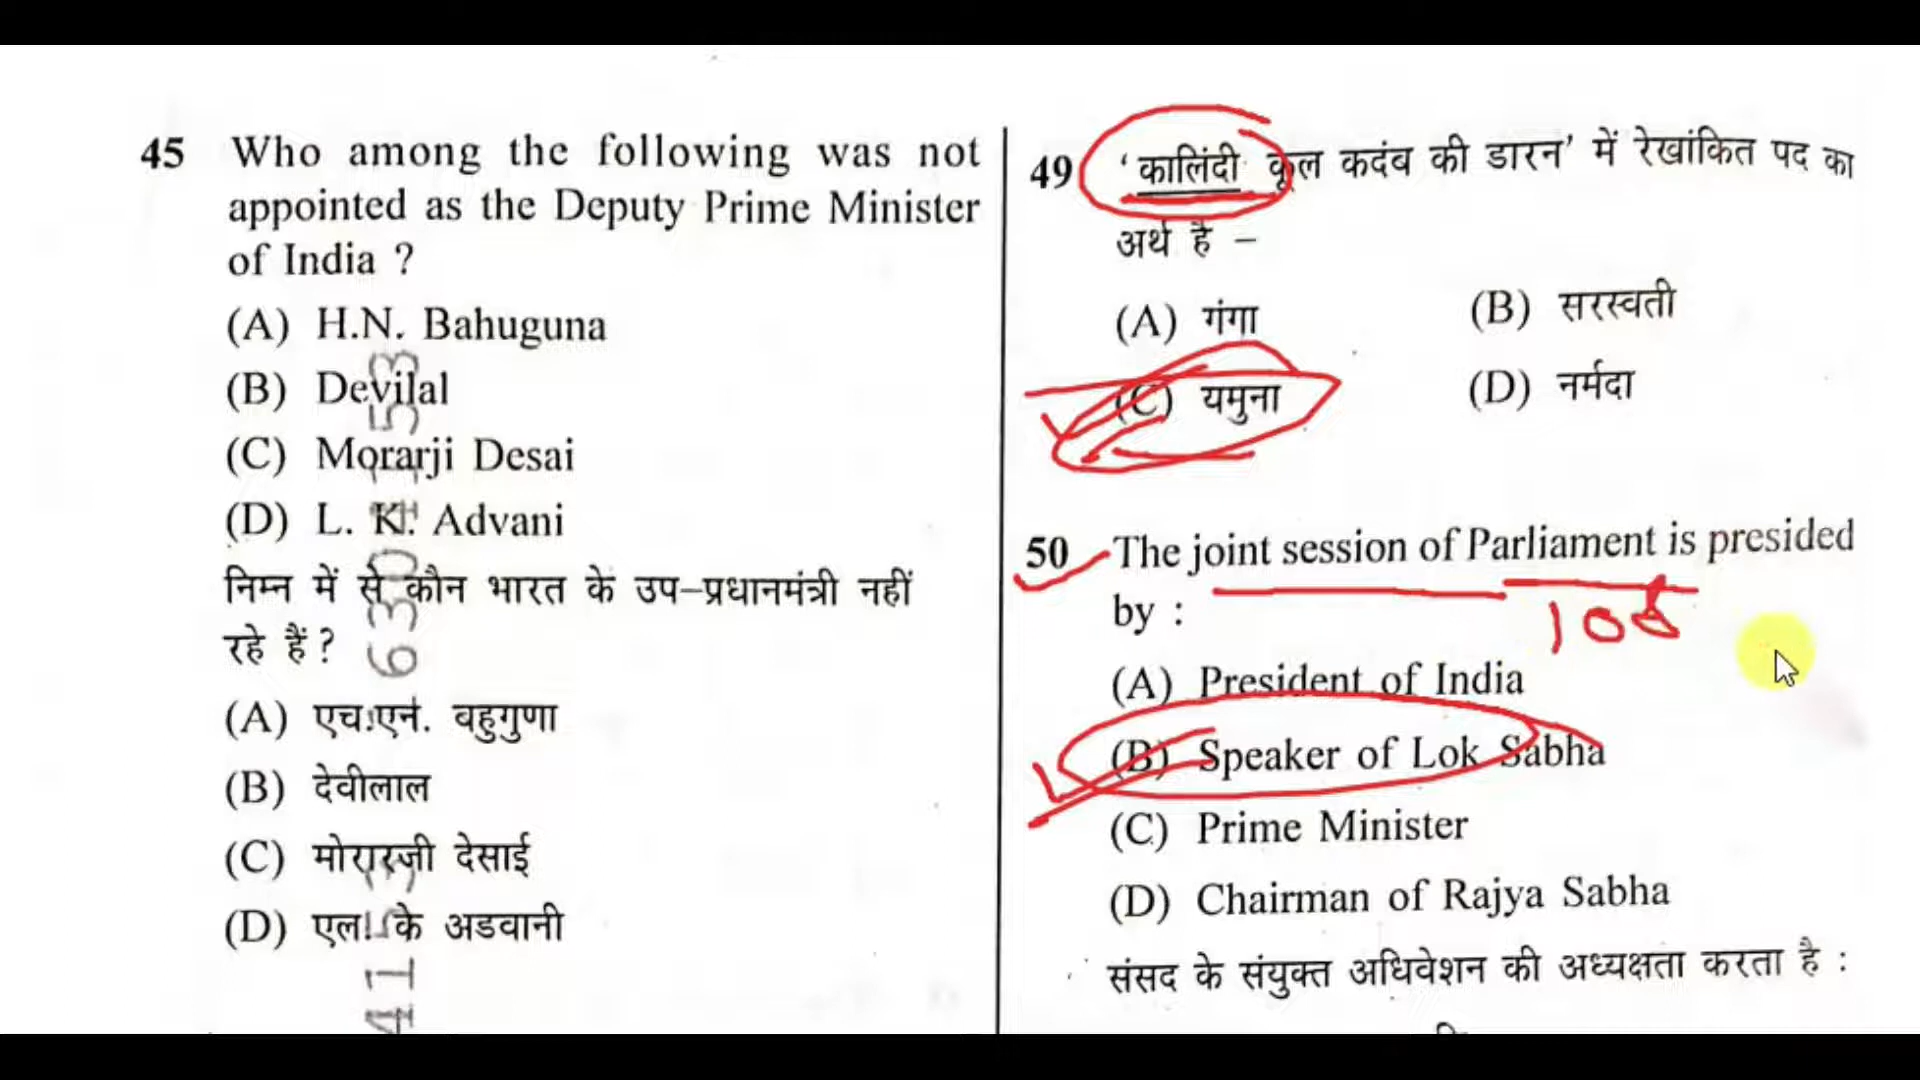 45 Who among the following was not
appointed as the Deputy Prime Minister
of India ?
(A) H.N. Bahuguna
(B) Devilal
(C) Morarji Desai
(D) L. K. Advani
निम्न में से कौन भारत के उप-प्रधानमंत्री नहीं
रहे हैं ?
(A) एच.एन. बहुगुणा
(B) देवीलाल
(C) मोरारजी देसाई
(D) एल. के अडवानी
49 'कालिंदी कूल कदंब की डारन' में रेखांकित पद का
अर्थ है –
(A) गंगा
(B) सरस्वती
(C) यमुना
(D) नर्मदा
50 The joint session of Parliament is presided
by :
108
(A) President of India
(B) Speaker of Lok Sabha
(C) Prime Minister
(D) Chairman of Rajya Sabha
संसद के संयुक्त अधिवेशन की अध्यक्षता करता है :